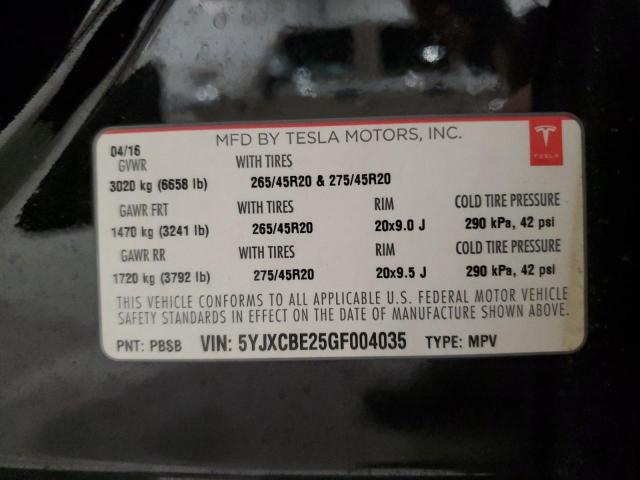 MFD BY TESLA MOTORS, INC.
TESLA
04/16
GVWR WITH TIRES
3020 kg (6658 lb) 265/45R20 & 275/45R20
GAWR FRT WITH TIRES RIM COLD TIRE PRESSURE
1470 kg (3241 lb) 265/45R20 20x9.0 J 290 kPa, 42 psi
GAWR RR WITH TIRES RIM COLD TIRE PRESSURE
1720 kg (3792 lb) 275/45R20 20x9.5 J 290 kPa, 42 psi
THIS VEHICLE CONFORMS TO ALL APPLICABLE U.S. FEDERAL MOTOR VEHICLE
SAFETY STANDARDS IN EFFECT ON THE DATE OF MANUFACTURE SHOWN ABOVE.
PNT: PBSB VIN: 5YJXCBE25GF004035 TYPE: MPV